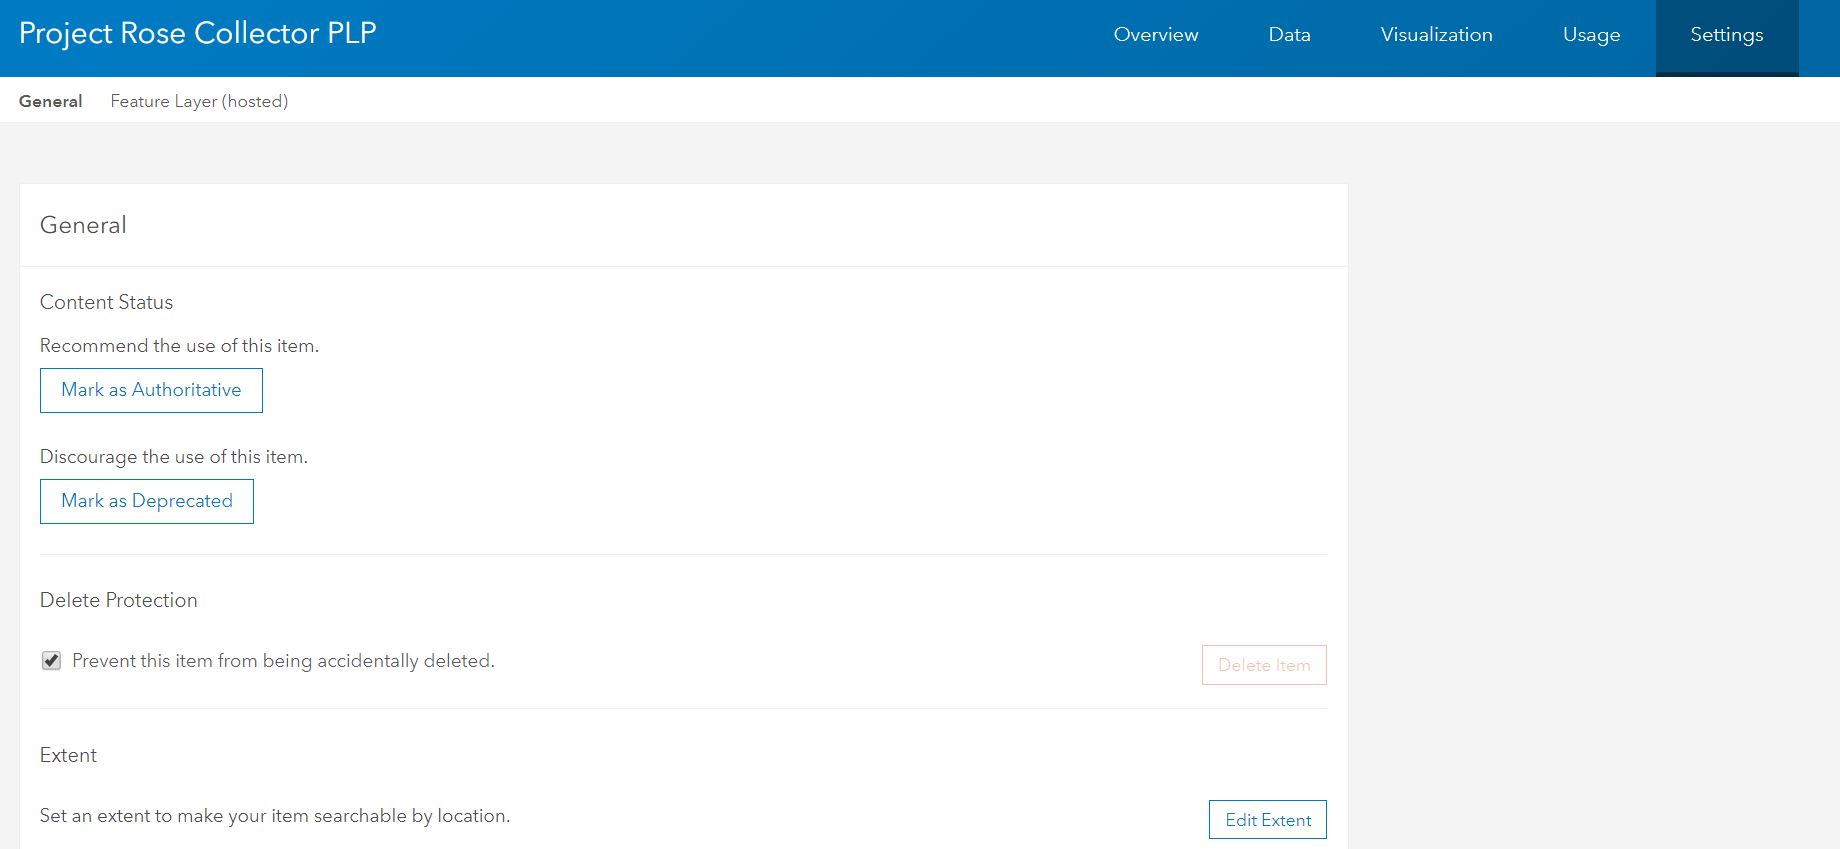 Project Rose Collector PLP
Overview Data Visualization Usage Settings
General Feature Layer (hosted)
General
Content Status
Recommend the use of this item.
Mark as Authoritative
Discourage the use of this item.
Mark as Deprecated
Delete Protection
Prevent this item from being accidentally deleted.
Delete Item
Extent
Set an extent to make your item searchable by location.
Edit Extent